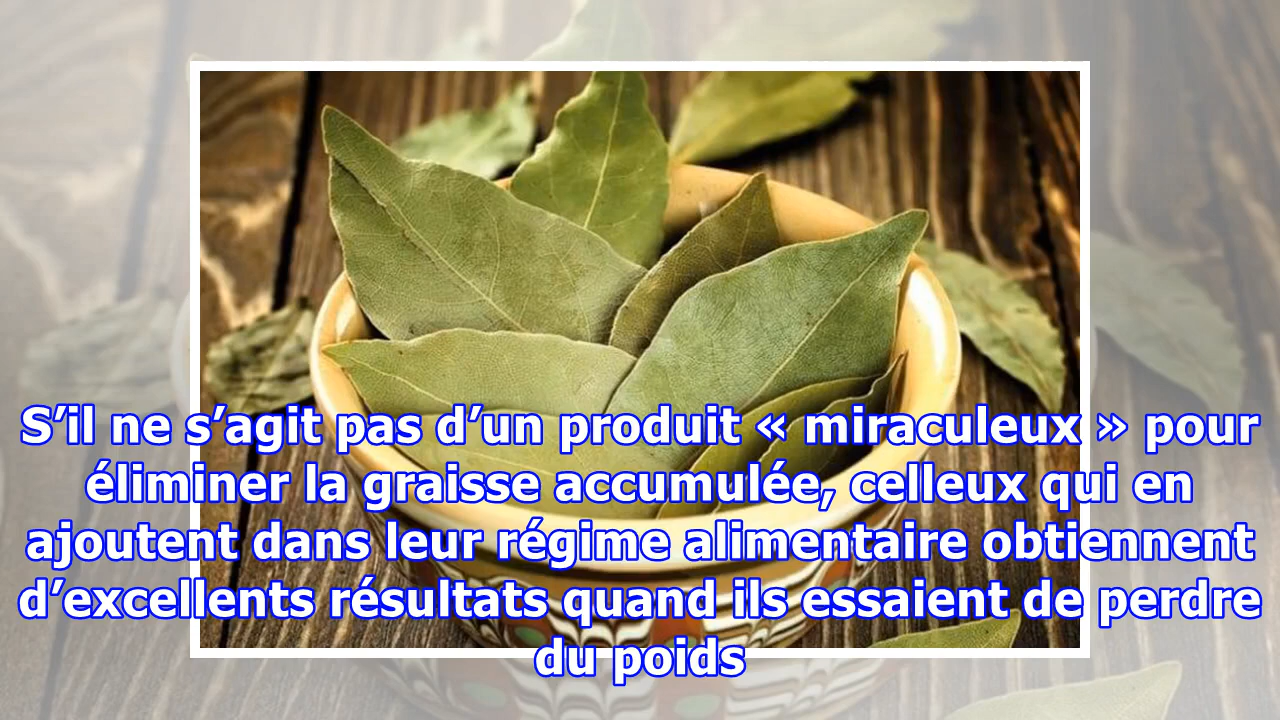 S’il ne s’agit pas d’un produit « miraculeux » pour
éliminer la graisse accumulée, celleux qui en
ajoutent dans leur régime alimentaire obtiennent
d’excellents résultats quand ils essaient de perdre
du poids